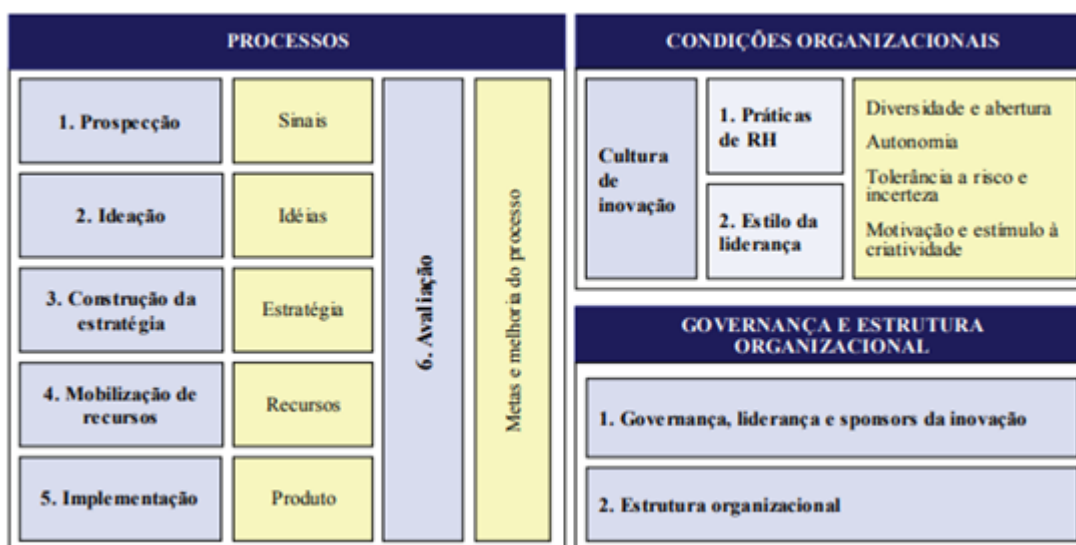 PROCESSOS
1. Prospecção
Sinais
2. Ideação
Idéias
3. Construção da
estratégia
Estratégia
4. Mobilização de
recursos
Recursos
5. Implementação
Produto
6. Avaliação
Metas e melhoria do processo
CONDIÇÕES ORGANIZACIONAIS
Cultura
de
inovação
1. Práticas
de RH
2. Estilo da
liderança
Diversidade e abertura
Autonomia
Tolerância a risco e
incerteza
Motivação e estímulo à
criatividade
GOVERNANÇA E ESTRUTURA
ORGANIZACIONAL
1. Governança, liderança e sponsors da inovação
2. Estrutura organizacional